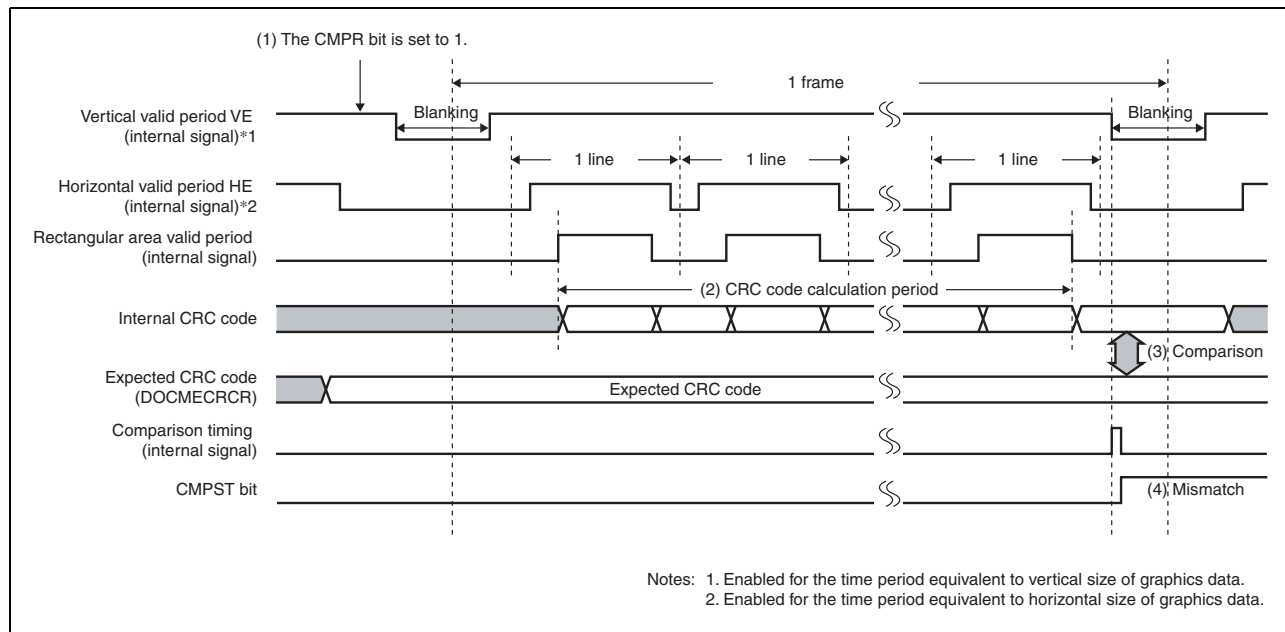 (1) The CMPR bit is set to 1.
1 frame
Vertical valid period VE
(internal signal)*1
Blanking
Blanking
1 line
1 line
1 line
Horizontal valid period HE
(internal signal)*2
Rectangular area valid period
(internal signal)
(2) CRC code calculation period
Internal CRC code
(3) Comparison
Expected CRC code
(DOCMECRCR)
Expected CRC code
Comparison timing
(internal signal)
CMPST bit
(4) Mismatch
Notes: 1. Enabled for the time period equivalent to vertical size of graphics data.
2. Enabled for the time period equivalent to horizontal size of graphics data.